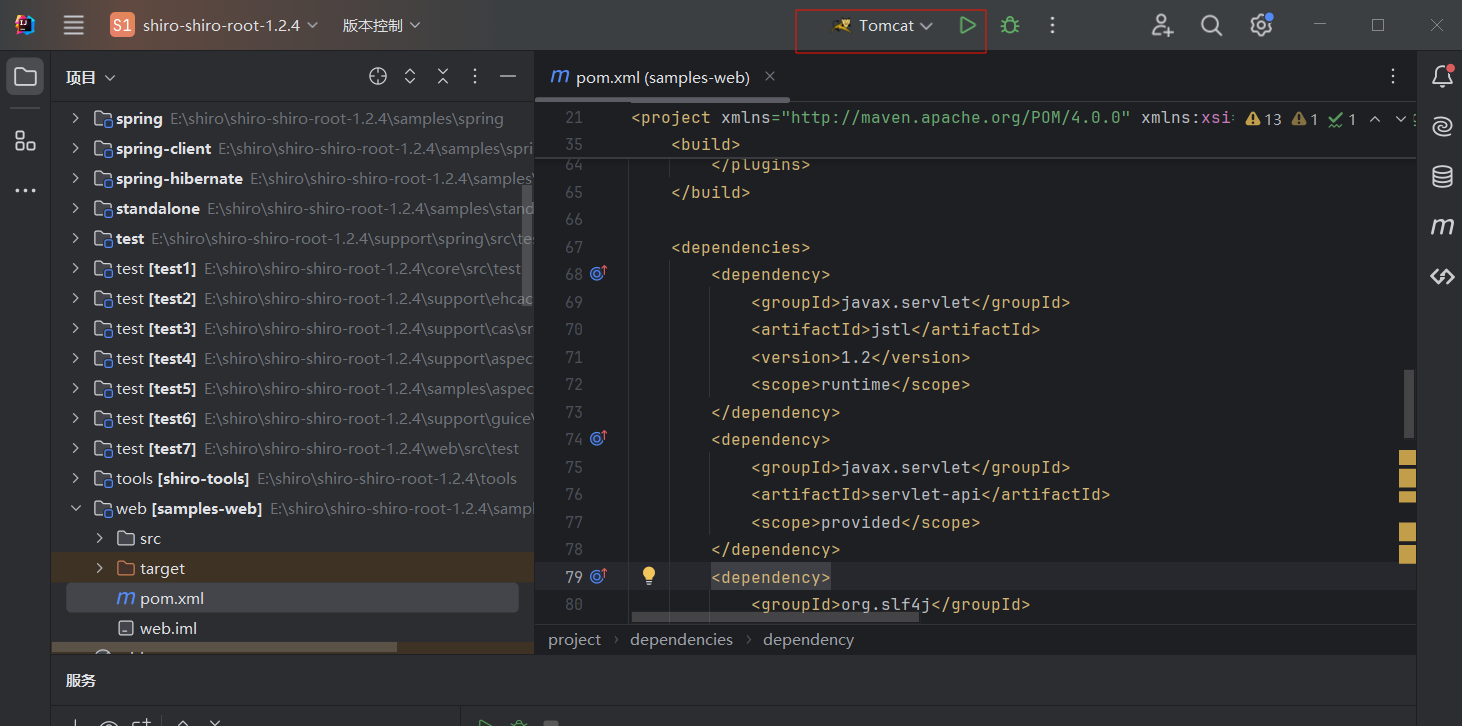 S1 shiro-shiro-root-1.2.4 版本控制 Tomcat
项目
spring E:\shiro\shiro-shiro-root-1.2.4\samples\spring
spring-client E:\shiro\shiro-shiro-root-1.2.4\samples\spri
spring-hibernate E:\shiro\shiro-shiro-root-1.2.4\samples\
standalone E:\shiro\shiro-shiro-root-1.2.4\samples\stand
test E:\shiro\shiro-shiro-root-1.2.4\support\spring\src\te
test [test1] E:\shiro\shiro-shiro-root-1.2.4\core\src\test
test [test2] E:\shiro\shiro-shiro-root-1.2.4\support\ehcac
test [test3] E:\shiro\shiro-shiro-root-1.2.4\support\cas\sr
test [test4] E:\shiro\shiro-shiro-root-1.2.4\support\aspec
test [test5] E:\shiro\shiro-shiro-root-1.2.4\samples\aspec
test [test6] E:\shiro\shiro-shiro-root-1.2.4\support\guice\
test [test7] E:\shiro\shiro-shiro-root-1.2.4\web\src\test
tools [shiro-tools] E:\shiro\shiro-shiro-root-1.2.4\tools
web [samples-web] E:\shiro\shiro-shiro-root-1.2.4\sampl
src
target
m pom.xml
web.iml
m pom.xml (samples-web)
21 <project xmlns="http://maven.apache.org/POM/4.0.0" xmlns:xsi= 13 1 1
35 <build>
64 </plugins>
65 </build>
66
67 <dependencies>
68 <dependency>
69 <groupId>javax.servlet</groupId>
70 <artifactId>jstl</artifactId>
71 <version>1.2</version>
72 <scope>runtime</scope>
73 </dependency>
74 <dependency>
75 <groupId>javax.servlet</groupId>
76 <artifactId>servlet-api</artifactId>
77 <scope>provided</scope>
78 </dependency>
79 <dependency>
80 <groupId>org.slf4j</groupId>
project › dependencies › dependency
m
服务